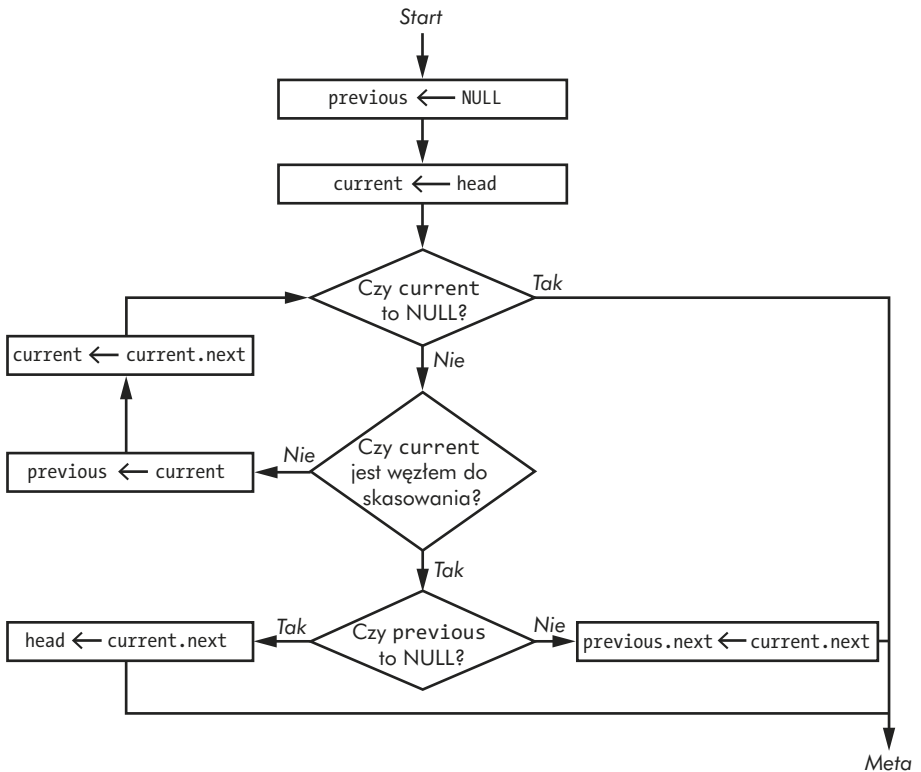 Start
previous ← NULL
current ← head
Czy current
to NULL?
Tak
Nie
current ← current.next
previous ← current
Nie
Czy current
jest węzłem do
skasowania?
Tak
head ← current.next
Tak
Czy previous
to NULL?
Nie
previous.next ← current.next
Meta